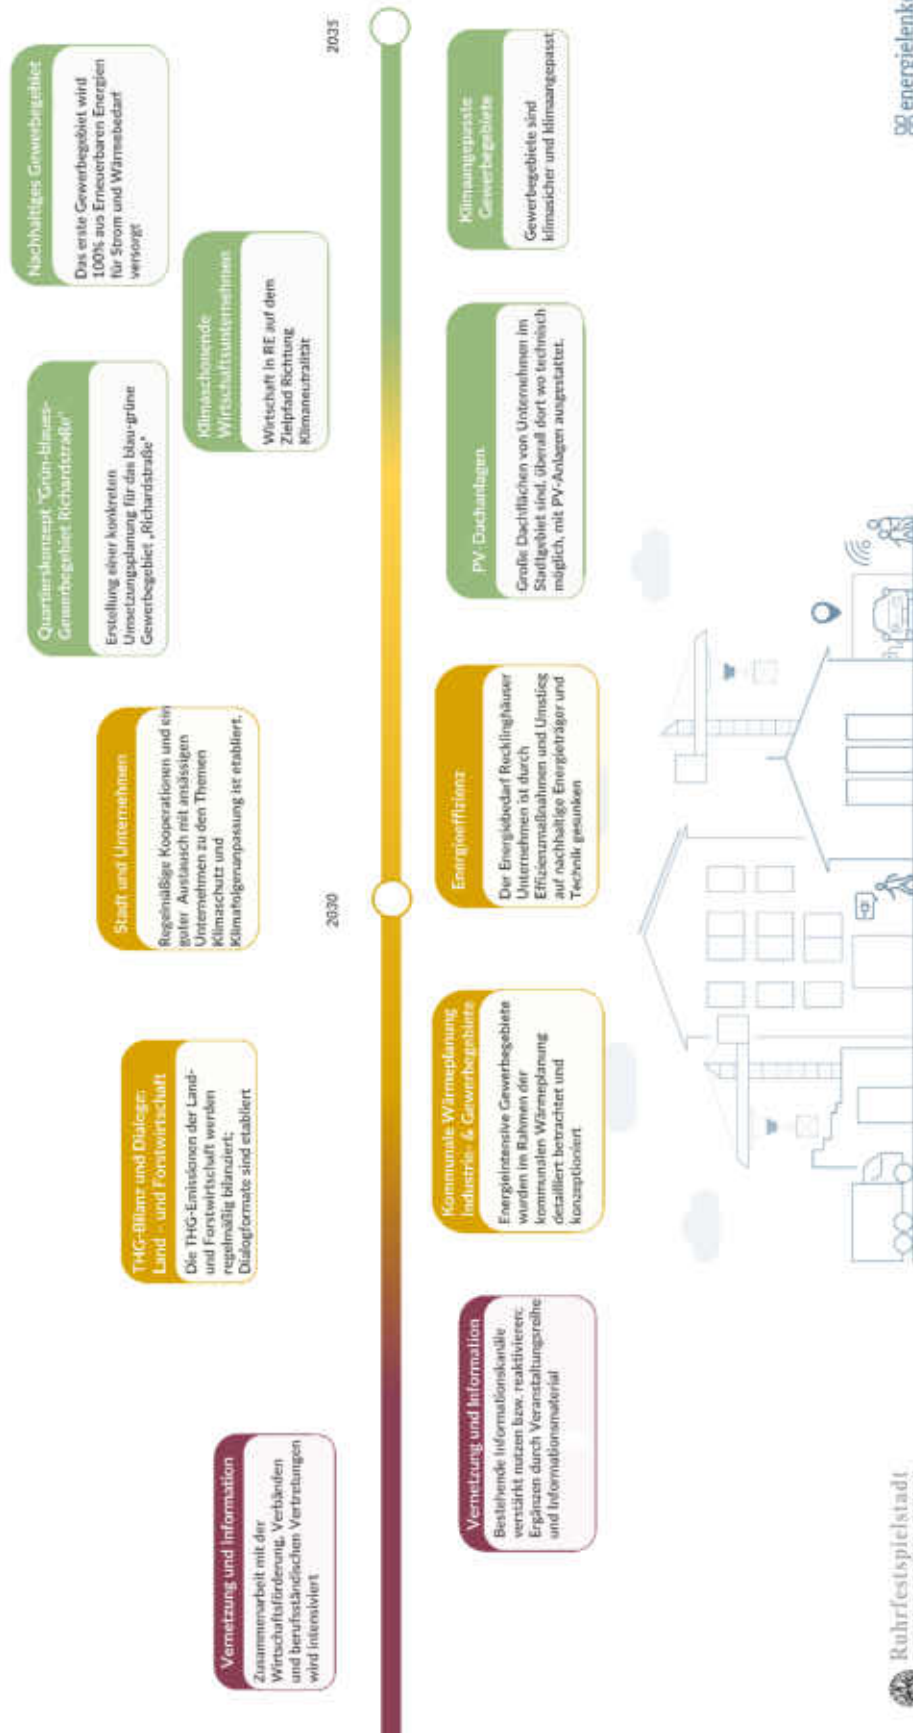 Vernetzung und Information
Zusammenarbeit mit der
Wirtschaftsförderung, Verbänden
und berufsständischen Vertretungen
wird intensiviert
THG-Bilanz und Dialoge:
Land – und Forstwirtschaft
Die THG-Emissionen der Land-
und Forstwirtschaft werden
regelmäßig bilanziert;
Dialogformate sind etabliert
Stadt und Unternehmen
Regelmäßige Kooperationen und ein
guter Austausch mit ansässigen
Unternehmen zu den Themen
Klimaschutz und
Klimafolgenanpassung ist etabliert.
Quartierskonzept "Grün-blaues-
Gewerbegebiet Richardstraße"
Erstellung einer konkreten
Umsetzungsplanung für das blau-grüne
Gewerbegebiet „Richardstraße"
Klimaschonende
Wirtschaftsunternehmen
Wirtschaft in RE auf dem
Zielpfad Richtung
Klimaneutralität
Nachhaltiges Gewerbegebiet
Das erste Gewerbegebiet wird
100% aus Erneuerbaren Energien
für Strom und Wärmebedarf
versorgt
2030
2035
Vernetzung und Information
Bestehende Informationskanäle
verstärkt nutzen bzw. reaktivieren;
Ergänzen durch Veranstaltungsreihe
und Informationsmaterial
Kommunale Wärmeplanung
Industrie- & Gewerbegebiete
Energieintensive Gewerbegebiete
wurden im Rahmen der
kommunalen Wärmeplanung
detailliert betrachtet und
konzeptioniert
Energieeffizienz
Der Energiebedarf Recklinghäuser
Unternehmen ist durch
Effizienzmaßnahmen und Umstieg
auf nachhaltige Energieträger und
Technik gesunken
PV-Dachanlagen
Große Dachflächen von Unternehmen im
Stadtgebiet sind, überall dort wo technisch
möglich, mit PV-Anlagen ausgestattet.
Klimaangepasste
Gewerbegebiete
Gewerbegebiete sind
klimasicher und klimaangepasst
Ruhrfestspielstadt
energielenk